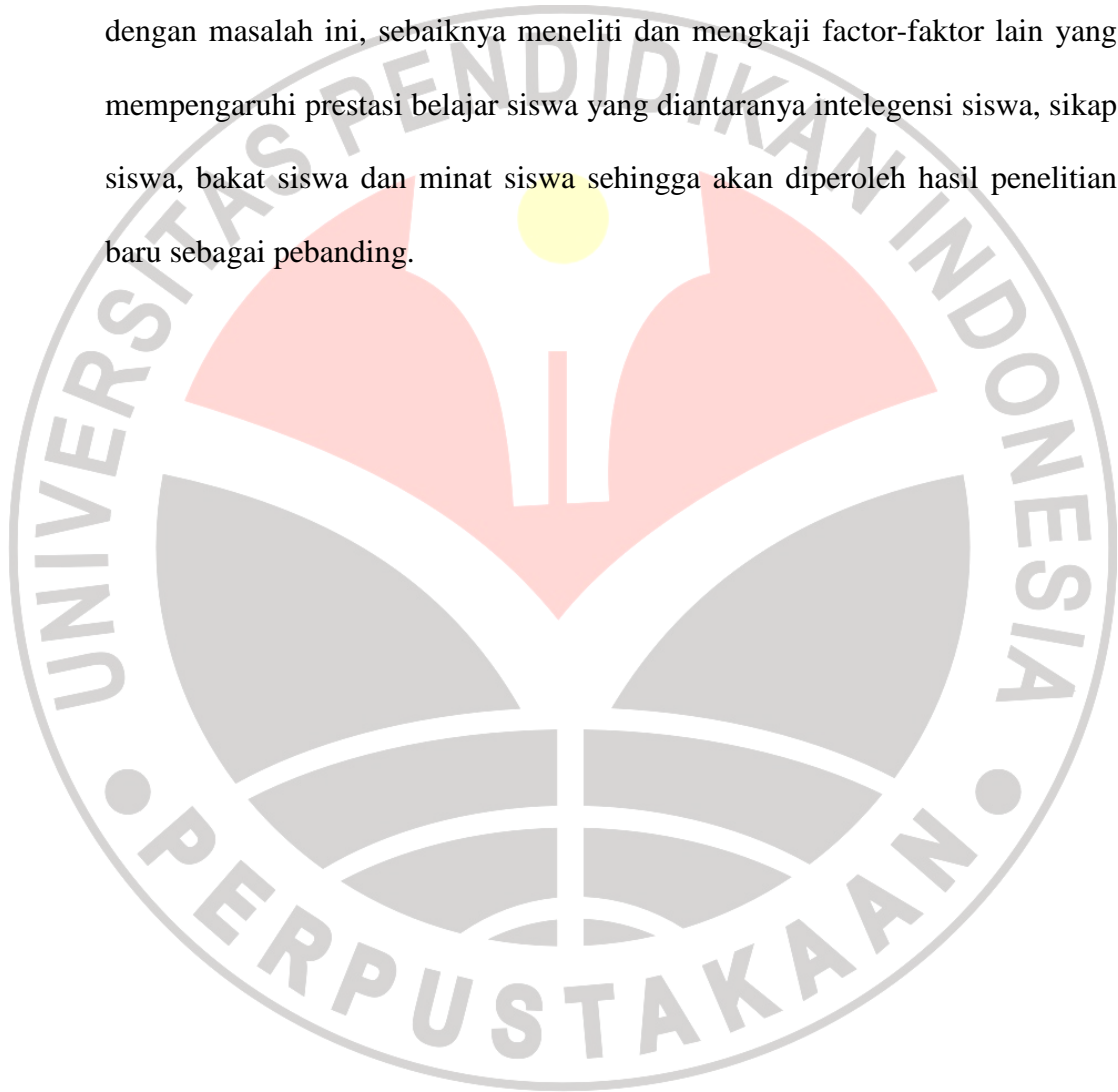 dengan masalah ini, sebaiknya meneliti dan mengkaji factor-faktor lain yang
mempengaruhi prestasi belajar siswa yang diantaranya intelegensi siswa, sikap
siswa, bakat siswa dan minat siswa sehingga akan diperoleh hasil penelitian
baru sebagai pebanding.
UNIVERSITAS PENDIDIKAN INDONESIA
PERPUSTAKAAN